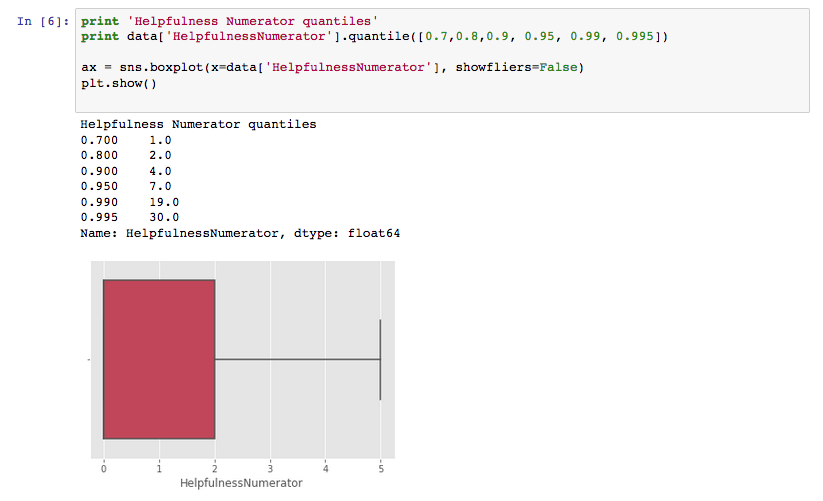 In [6]: print 'Helpfulness Numerator quantiles'
print data['HelpfulnessNumerator'].quantile([0.7,0.8,0.9, 0.95, 0.99, 0.995])
ax = sns.boxplot(x=data['HelpfulnessNumerator'], showfliers=False)
plt.show()
Helpfulness Numerator quantiles
0.700    1.0
0.800    2.0
0.900    4.0
0.950    7.0
0.990    19.0
0.995    30.0
Name: HelpfulnessNumerator, dtype: float64
0 1 2 3 4 5
HelpfulnessNumerator